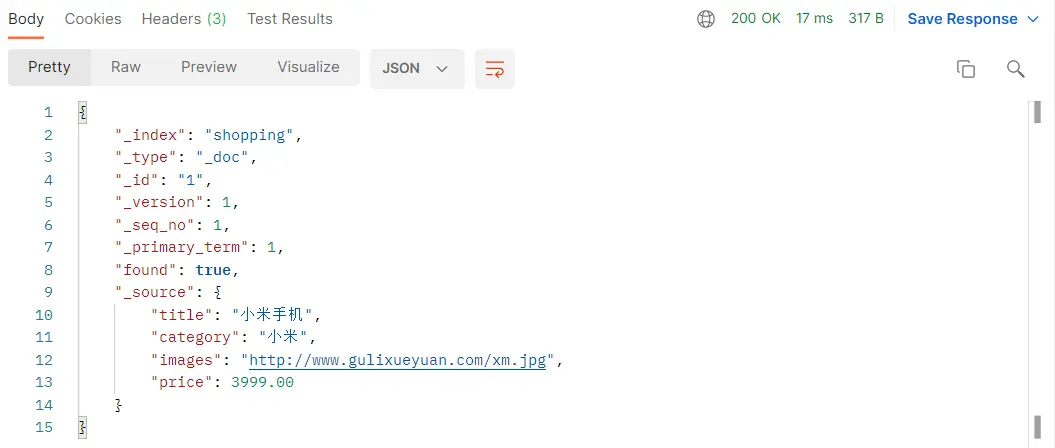 Body Cookies Headers (3) Test Results 200 OK 17 ms 317 B Save Response
Pretty Raw Preview Visualize JSON
1 {
2 "_index": "shopping",
3 "_type": "_doc",
4 "_id": "1",
5 "_version": 1,
6 "_seq_no": 1,
7 "_primary_term": 1,
8 "found": true,
9 "_source": {
10 "title": "小米手机",
11 "category": "小米",
12 "images": "http://www.gulixueyuan.com/xm.jpg",
13 "price": 3999.00
14 }
15 }